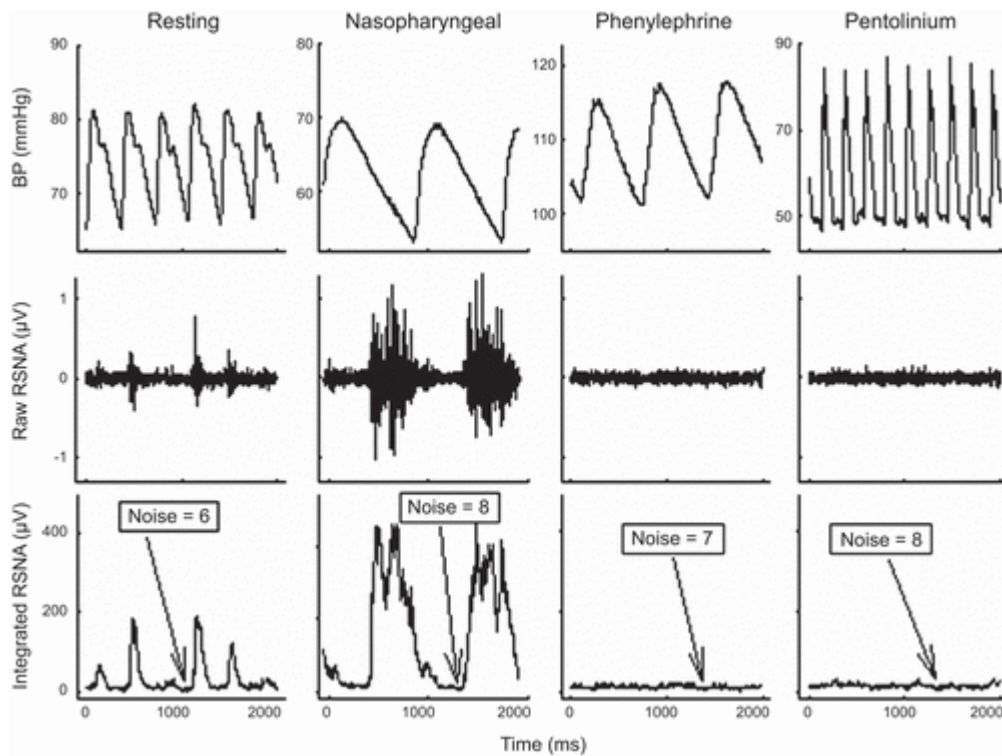 Resting Nasopharyngeal Phenylephrine Pentolinium
BP (mmHg)
90
80
70
60
80
70
60
120
110
100
90
70
50
Raw RSNA (µV)
1
0
-1
Integrated RSNA (µV)
400
200
0
Noise = 6
Noise = 8
Noise = 7
Noise = 8
0 1000 2000 0 1000 2000 0 1000 2000 0 1000 2000
Time (ms)